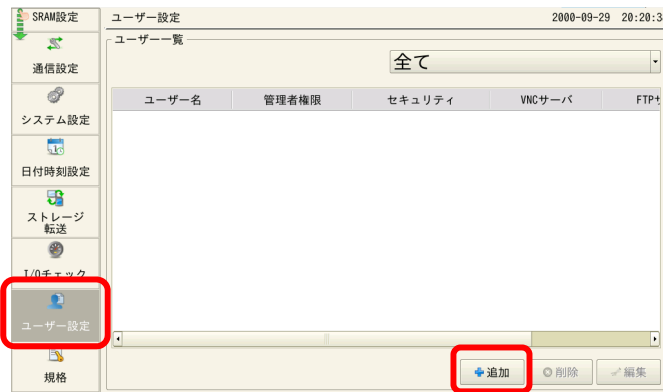 SRAM設定
ユーザー設定
2000-09-29 20:20:3
ユーザー一覧
全て
通信設定
ユーザー名 管理者権限 セキュリティ VNCサーバ FTPサ
システム設定
日付時刻設定
ストレージ
転送
I/Oチェック
ユーザー設定
追加
削除
編集
規格